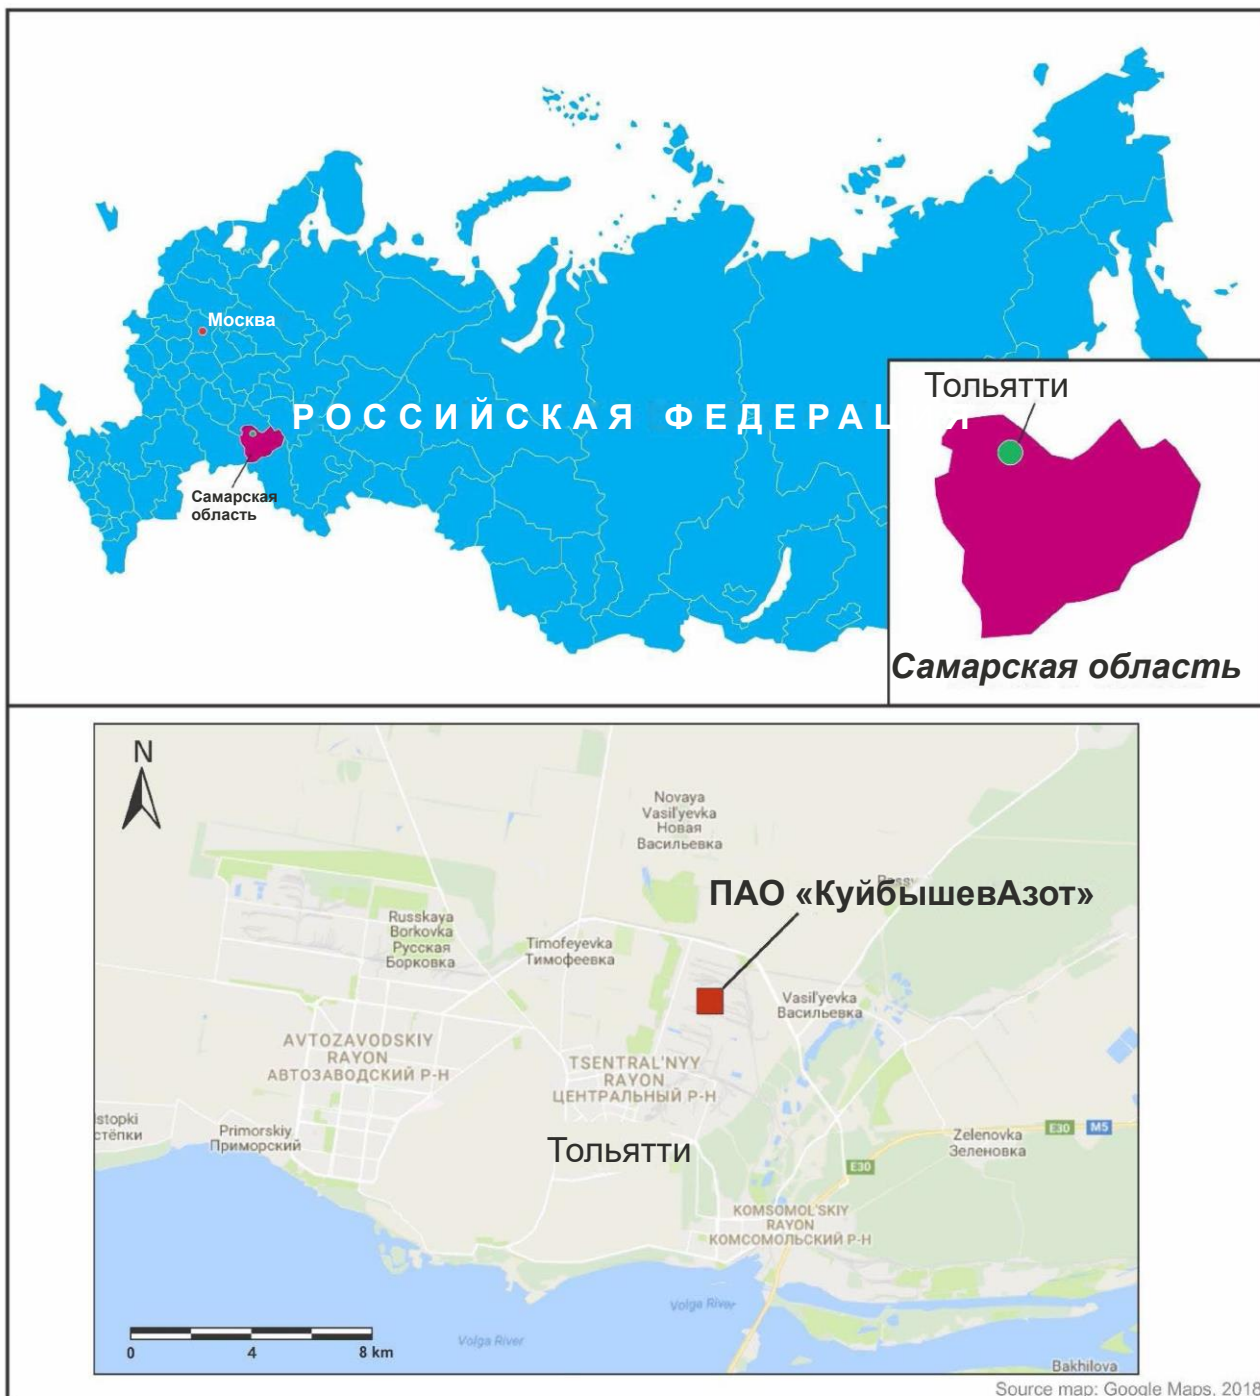 Москва
РОССИЙСКАЯ ФЕДЕРАЦИЯ
Самарская
область
Тольятти
Самарская область
N
Novaya
Vasil'yevka
Новая
Васильевка
ПАО «КуйбышевАзот»
Russkaya
Borkovka
Русская
Борковка
Timofeyevka
Тимофеевка
Vasil'yevka
Васильевка
AVTOZAVODSKIY
RAYON
АВТОЗАВОДСКИЙ Р-Н
TSENTRAL'NYY
RAYON
ЦЕНТРАЛЬНЫЙ Р-Н
Primorskiy
Приморский
Тольятти
Zelenovka
Зеленовка
E30
M5
E30
KOMSOMOL'SKIY
RAYON
КОМСОМОЛЬСКИЙ Р-Н
Volga River
Volga River
0 4 8 km
Bakhilova
Source map: Google Maps, 2018